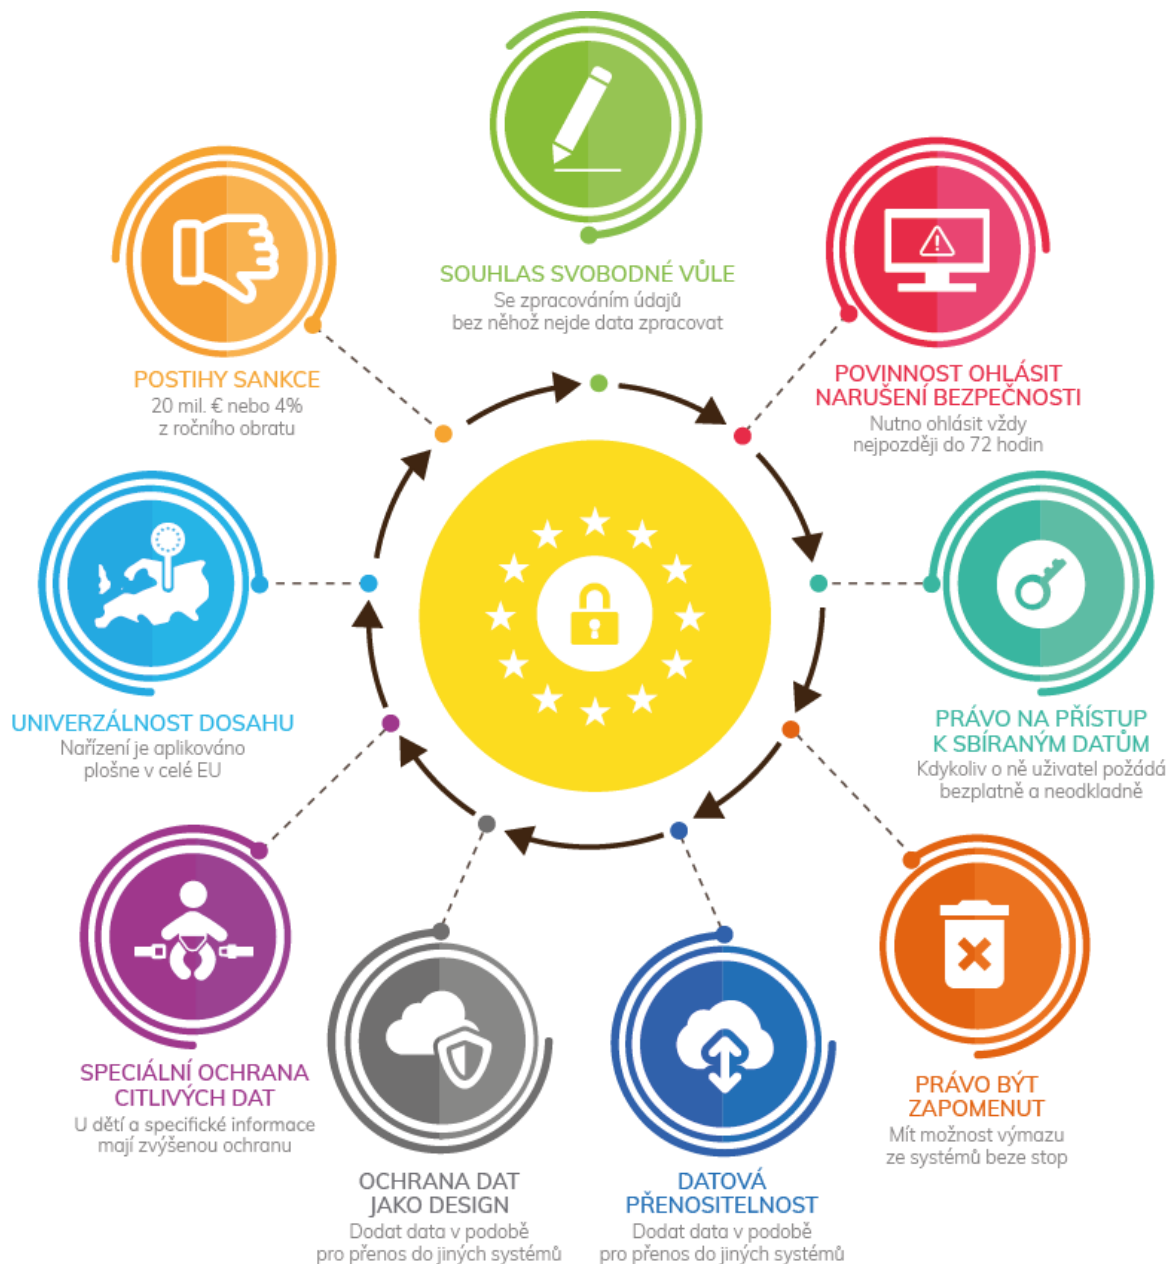 SOUHLAS SVOBODNÉ VŮLE
Se zpracováním údajů
bez něhož nejde data zpracovat
POVINNOST OHLÁSIT
NARUŠENÍ BEZPEČNOSTI
Nutno ohlásit vždy
nejpozději do 72 hodin
PRÁVO NA PŘÍSTUP
K SBÍRANÝM DATŮM
Kdykoliv o ně uživatel požádá
bezplatně a neodkladně
PRÁVO BÝT
ZAPOMENUT
Mít možnost výmazu
ze systémů beze stop
DATOVÁ
PŘENOSITELNOST
Dodat data v podobě
pro přenos do jiných systémů
OCHRANA DAT
JAKO DESIGN
Dodat data v podobě
pro přenos do jiných systémů
SPECIÁLNÍ OCHRANA
CITLIVÝCH DAT
U dětí a specifické informace
mají zvýšenou ochranu
UNIVERZÁLNOST DOSAHU
Nařízení je aplikováno
plošne v celé EU
POSTIHY SANKCE
20 mil. € nebo 4%
z ročního obratu